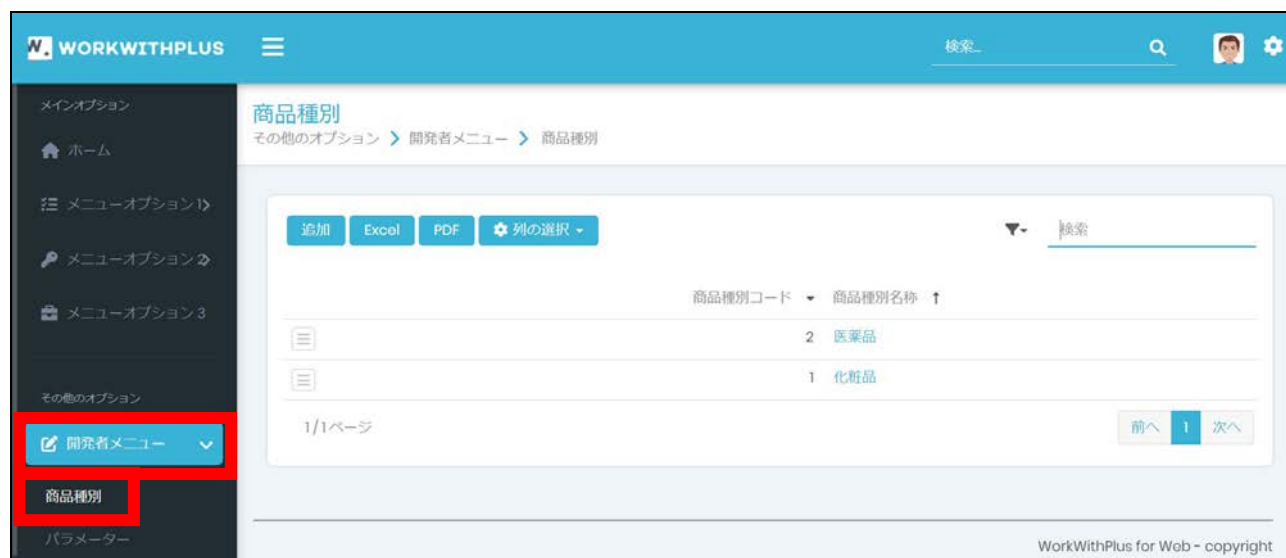 W. WORKWITHPLUS
検索...
メインオプション
ホーム
メニューオプション 1
メニューオプション 2
メニューオプション 3
その他のオプション
開発者メニュー
商品種別
パラメーター
商品種別
その他のオプション 開発者メニュー 商品種別
追加 Excel PDF 列の選択
検索
商品種別コード 商品種別名称 ↑
2 医薬品
1 化粧品
1/1ページ
前へ 1 次へ
WorkWithPlus for Web - copyright